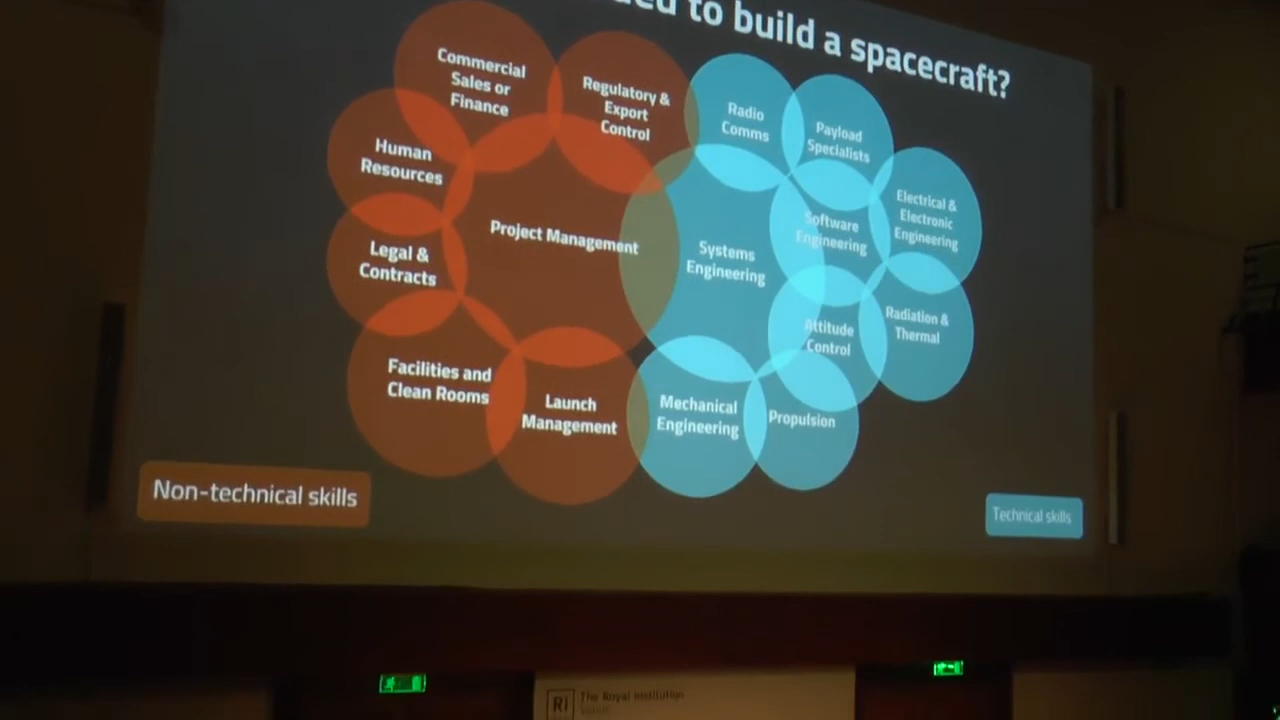 to build a spacecraft?
Commercial
Sales or
Finance
Regulatory &
Export
Control
Radio
Comms
Payload
Specialists
Human
Resources
Electrical &
Electronic
Engineering
Project Management
Software
Engineering
Systems
Engineering
Legal &
Contracts
Radiation &
Thermal
Attitude
Control
Facilities and
Clean Rooms
Launch
Management
Mechanical
Engineering
Propulsion
Non-technical skills
Technical skills
RI
The Royal Institution